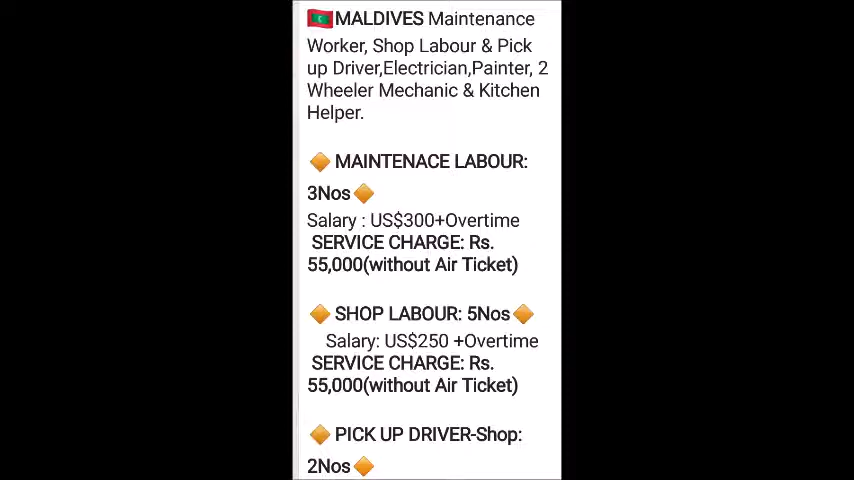 🇲🇻MALDIVES Maintenance
Worker, Shop Labour & Pick
up Driver,Electrician,Painter, 2
Wheeler Mechanic & Kitchen
Helper.
🔶 MAINTENACE LABOUR:
3Nos🔶
Salary : US$300+Overtime
SERVICE CHARGE: Rs.
55,000(without Air Ticket)
🔶 SHOP LABOUR: 5Nos🔶
Salary: US$250 +Overtime
SERVICE CHARGE: Rs.
55,000(without Air Ticket)
🔶 PICK UP DRIVER-Shop:
2Nos🔶